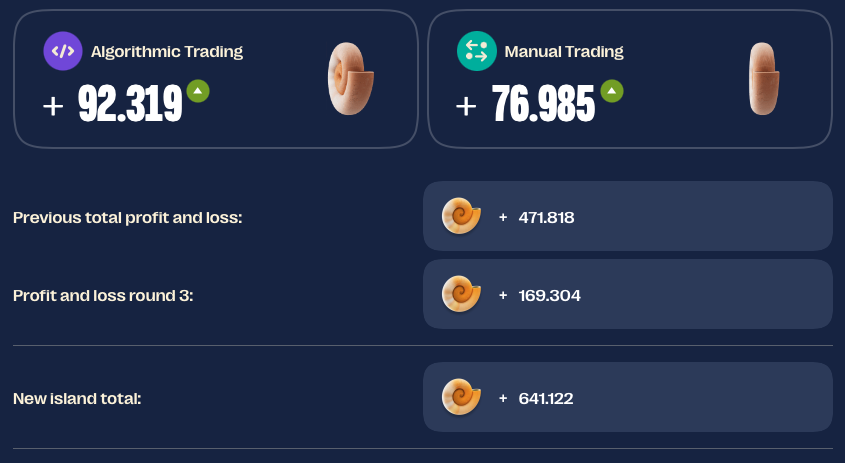 Algorithmic Trading
+ 92.319
Manual Trading
+ 76.985
Previous total profit and loss:
+ 471.818
Profit and loss round 3:
+ 169.304
New island total:
+ 641.122